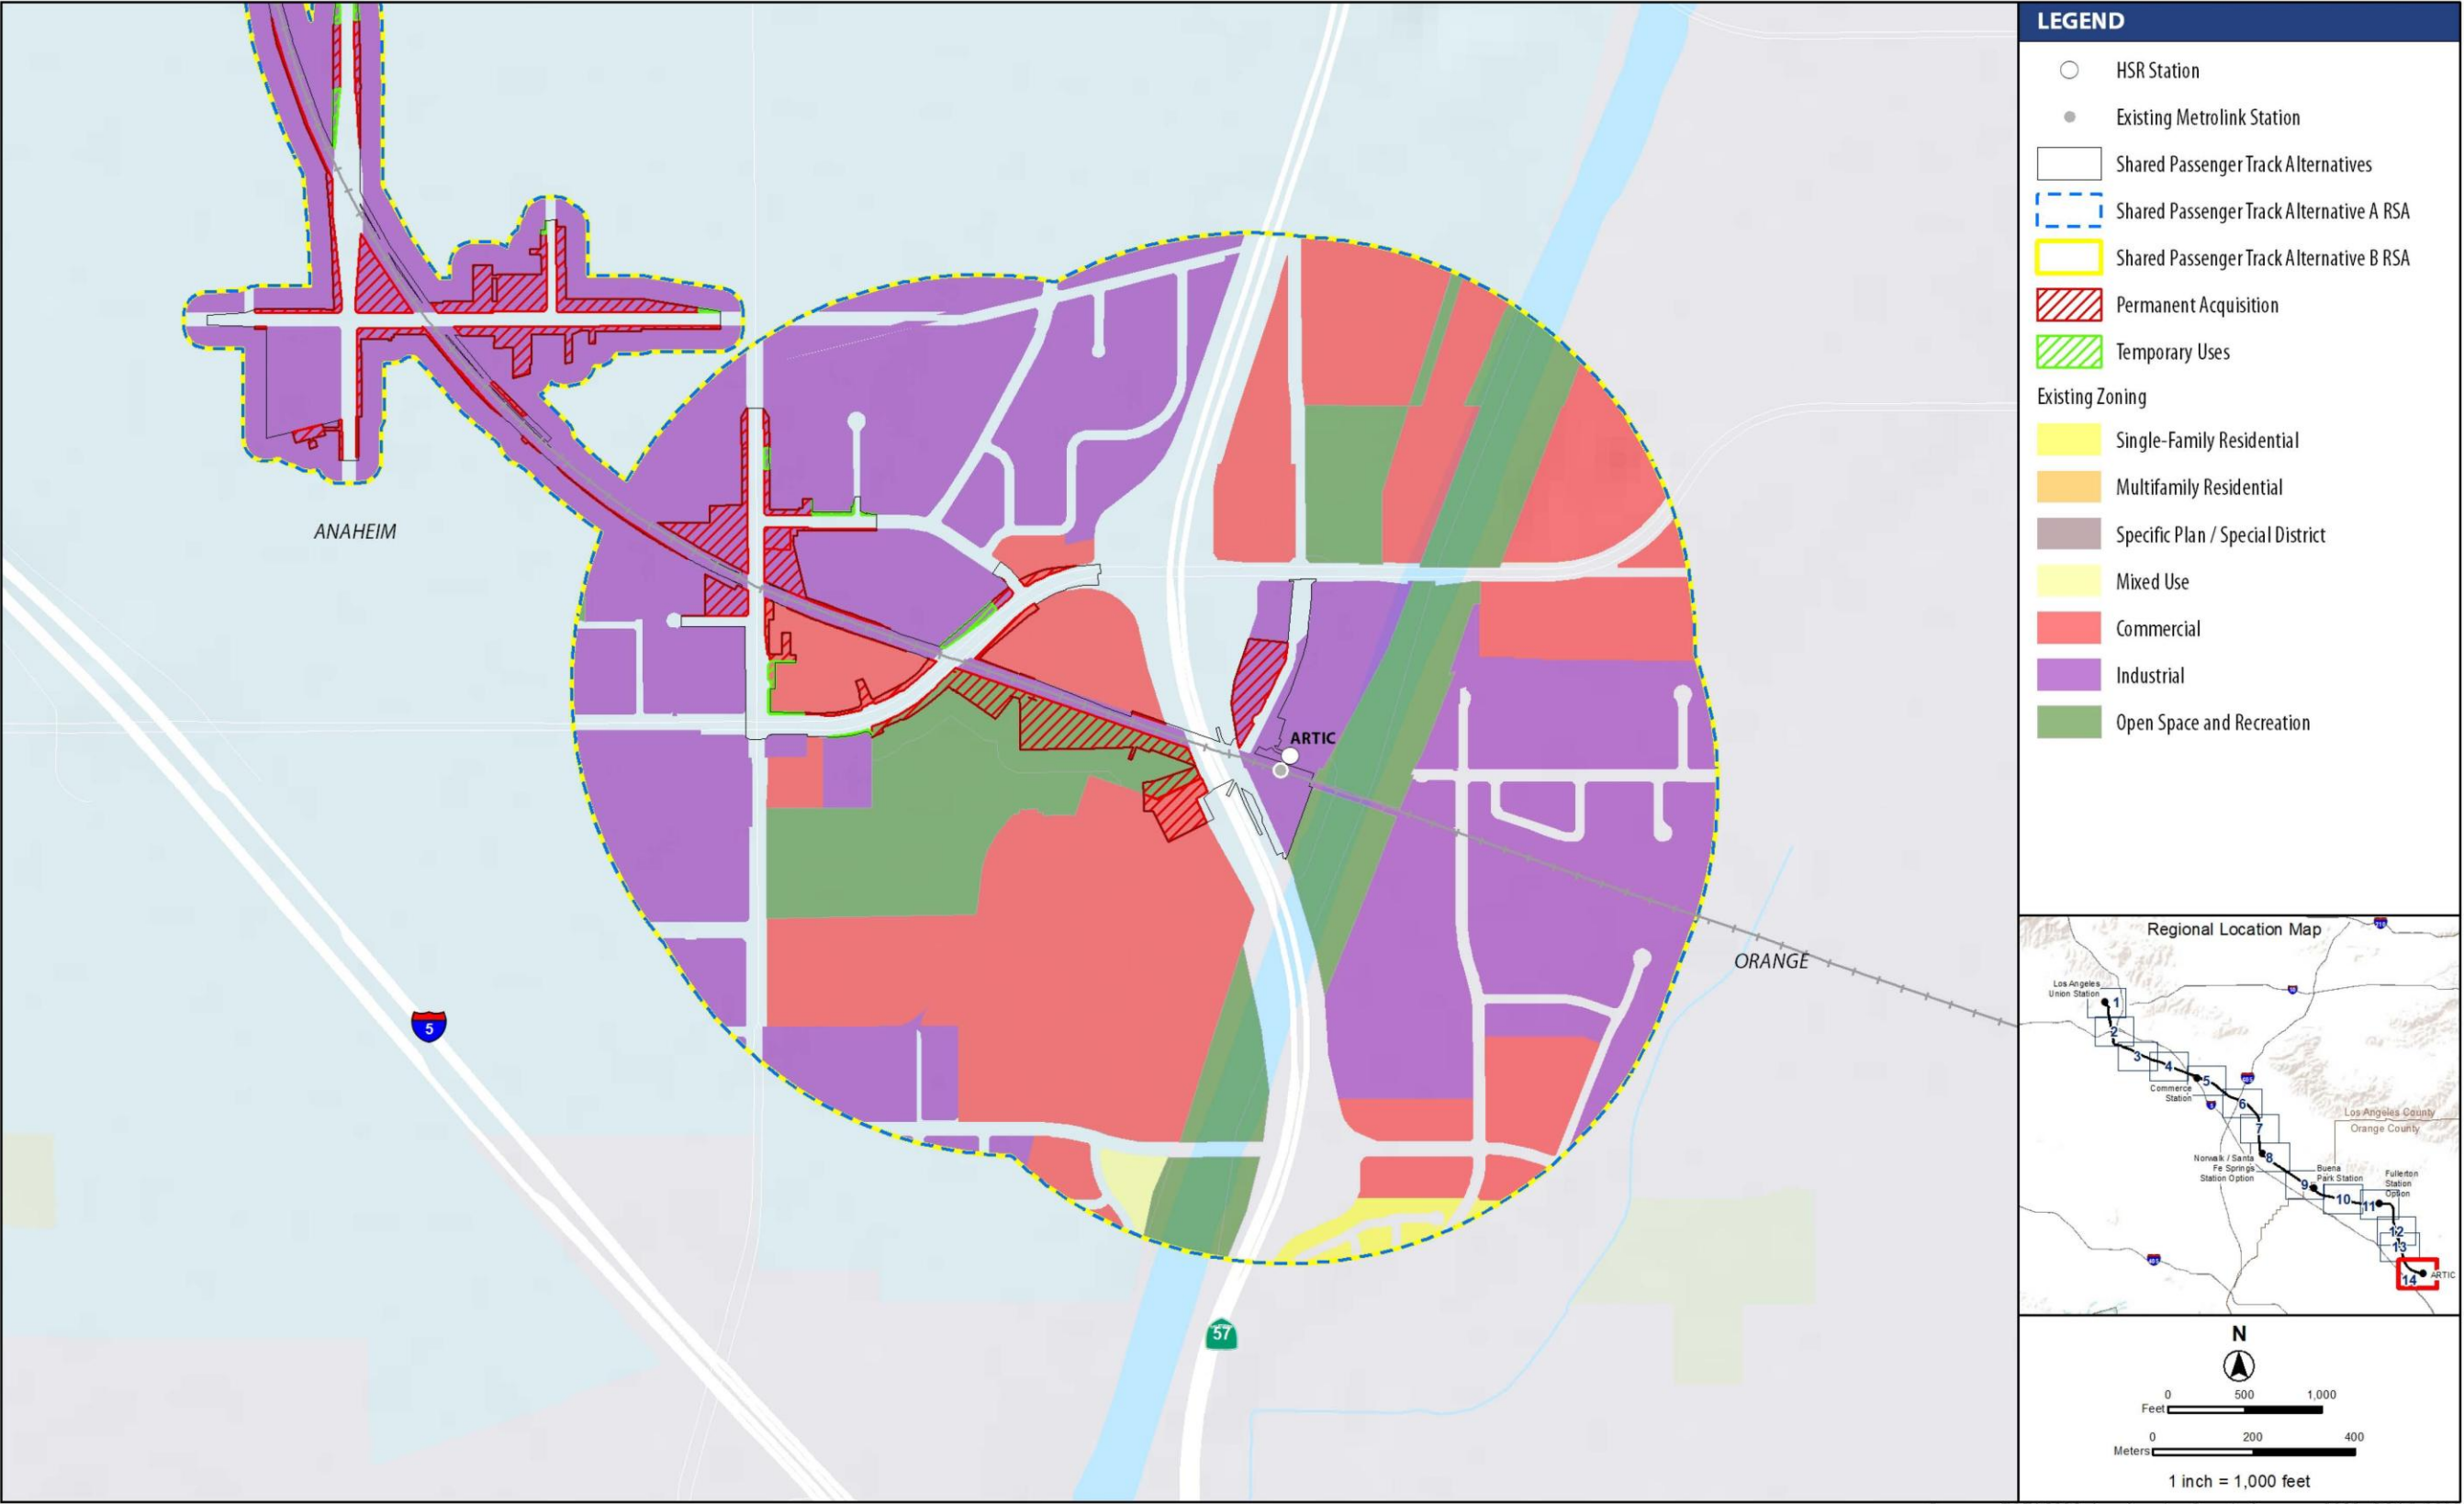 ANAHEIM
ARTIC
ORANGE
5
57
LEGEND
HSR Station
Existing Metrolink Station
Shared Passenger Track Alternatives
Shared Passenger Track Alternative A RSA
Shared Passenger Track Alternative B RSA
Permanent Acquisition
Temporary Uses
Existing Zoning
Single-Family Residential
Multifamily Residential
Specific Plan / Special District
Mixed Use
Commercial
Industrial
Open Space and Recreation
Regional Location Map
Los Angeles
Union Station
1
2
3
4
5
Commerce
Station
6
Los Angeles County
Orange County
7
8
Norwalk / Santa
Fe Springs
Station Option
Buena
Park Station
Fullerton
Station
Option
9
10
11
12
13
14
ARTIC
N
0 500 1,000
Feet
0 200 400
Meters
1 inch = 1,000 feet